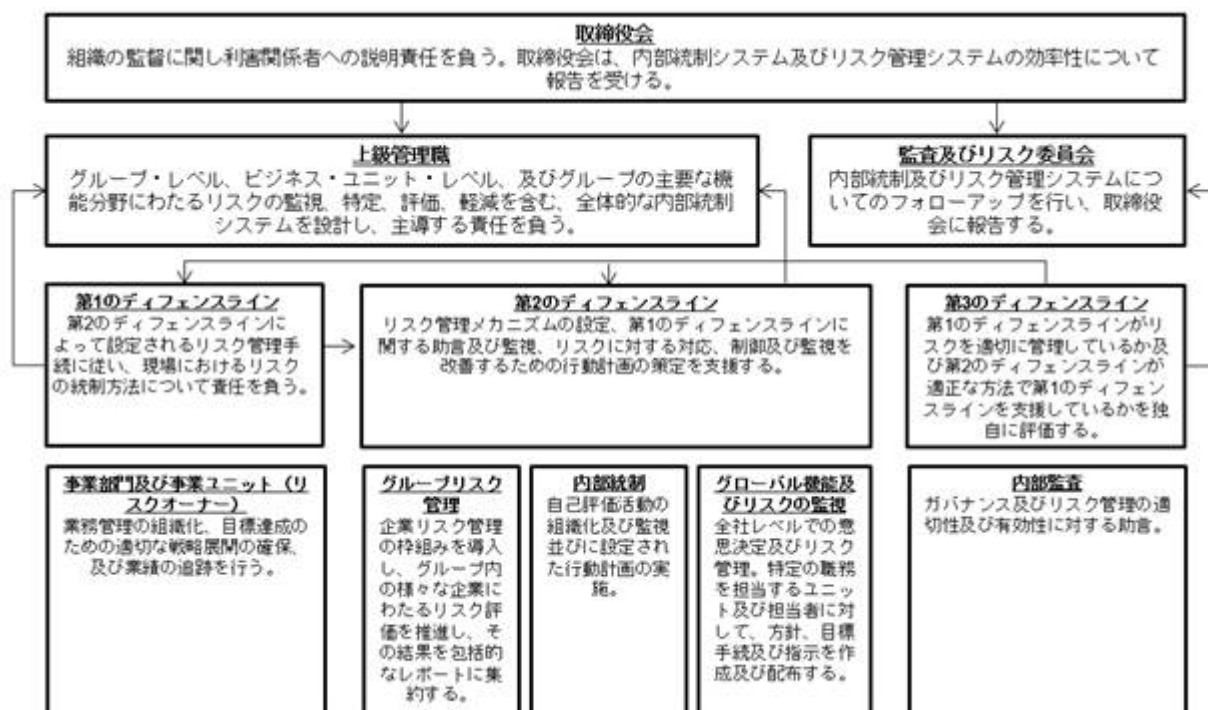 取締役会
組織の監督に関し利害関係者への説明責任を負う。取締役会は、内部統制システム及びリスク管理システムの効率性について
報告を受ける。
上級管理職
グループ・レベル、ビジネス・ユニット・レベル、及びグループの主要な機
能分野にわたるリスクの監視、特定、評価、軽減を含む、全体的な内部統制
システムを設計し、主導する責任を負う。
監査及びリスク委員会
内部統制及びリスク管理システムにつ
いてのフォローアップを行い、取締役
会に報告する。
第1のディフェンスライン
第2のディフェンスラインに
よって設定されるリスク管理手
続に従い、現場におけるリスク
の統制方法について責任を負う。
第2のディフェンスライン
リスク管理メカニズムの設定、第1のディフェンスラインに
関する助言及び監視、リスクに対する対応、制御及び監視を
改善するための行動計画の策定を支援する。
第3のディフェンスライン
第1のディフェンスラインがリ
スクを適切に管理しているか及
び第2のディフェンスラインが
適正な方法で第1のディフェン
スラインを支援しているかを独
自に評価する。
事業部門及び事業ユニット（リ
スクオーナー）
業務管理の組織化、目標達成の
ための適切な戦略展開の確保、
及び業績の追跡を行う。
グループリスク
管理
企業リスク管理
の枠組みを導入
し、グループ内
の様々な企業に
わたるリスク評
価を推進し、そ
の結果を包括的
なレポートに集
約する。
内部統制
自己評価活動の
組織化及び監視
並びに設定され
た行動計画の実
施。
グローバル機能及
びリスクの監視
全社レベルでの意
思決定及びリスク
管理。特定の職務
を担当するユニッ
ト及び担当者に対
して、方針、目標
手続及び指示を作
成及び配布する。
内部監査
ガバナンス及びリスク管理の適
切性及び有効性に対する助言。